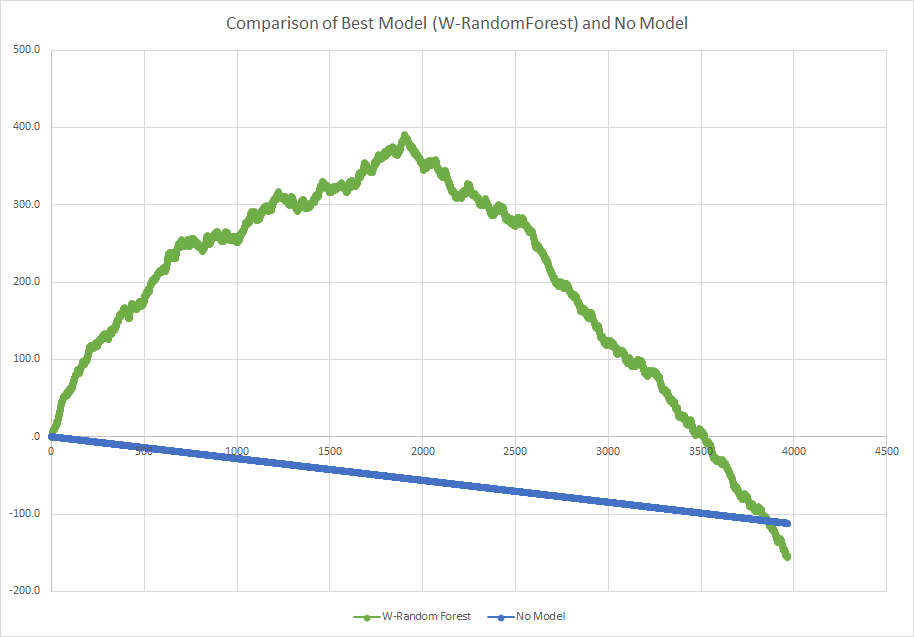 Comparison of Best Model (W-RandomForest) and No Model
500.0
400.0
300.0
200.0
100.0
.0
0 500 1000 1500 2000 2500 3000 3500 4000 4500
-100.0
-200.0
W-Random Forest No Model